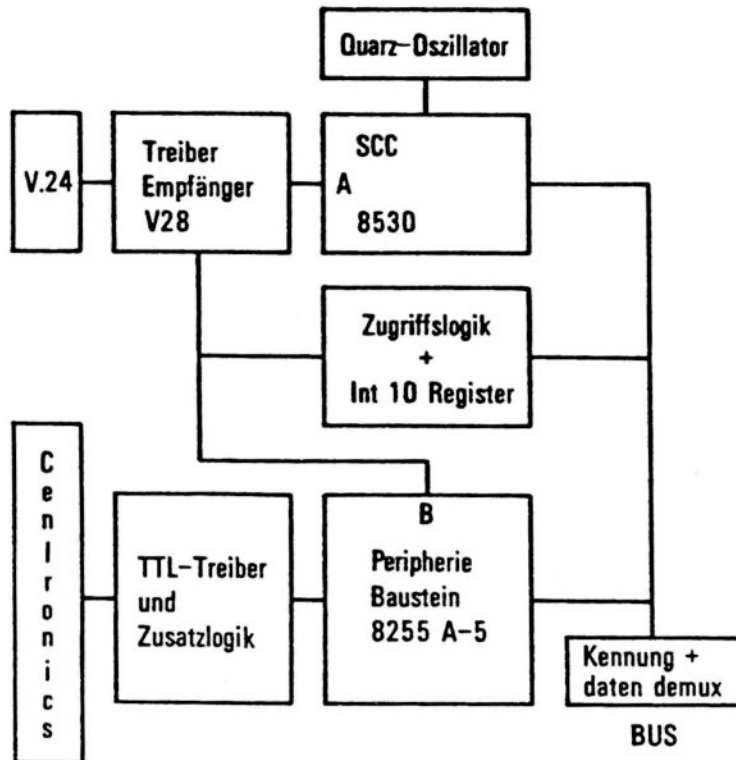 Quarz-Oszillator
V.24
Treiber
Empfänger
V28
SCC
A
8530
Zugriffslogik
+
Int 10 Register
Cenlronics
TTL-Treiber
und
Zusatzlogik
B
Peripherie
Baustein
8255 A-5
Kennung +
daten demux
BUS